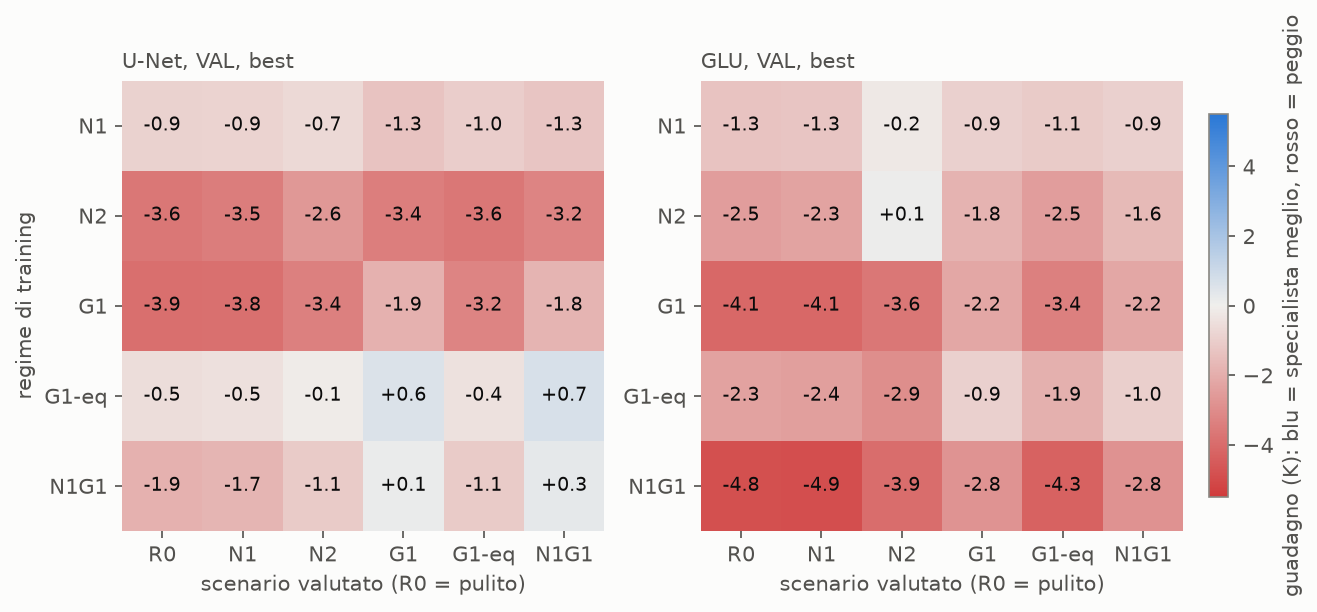 U-Net, VAL, best
N1 -0.9 -0.9 -0.7 -1.3 -1.0 -1.3
N2 -3.6 -3.5 -2.6 -3.4 -3.6 -3.2
G1 -3.9 -3.8 -3.4 -1.9 -3.2 -1.8
G1-eq -0.5 -0.5 -0.1 +0.6 -0.4 +0.7
N1G1 -1.9 -1.7 -1.1 +0.1 -1.1 +0.3
R0 N1 N2 G1 G1-eq N1G1
scenario valutato (R0 = pulito)
regime di training
GLU, VAL, best
N1 -1.3 -1.3 -0.2 -0.9 -1.1 -0.9
N2 -2.5 -2.3 +0.1 -1.8 -2.5 -1.6
G1 -4.1 -4.1 -3.6 -2.2 -3.4 -2.2
G1-eq -2.3 -2.4 -2.9 -0.9 -1.9 -1.0
N1G1 -4.8 -4.9 -3.9 -2.8 -4.3 -2.8
R0 N1 N2 G1 G1-eq N1G1
scenario valutato (R0 = pulito)
4
2
0
−2
−4
guadagno (K): blu = specialista meglio, rosso = peggio